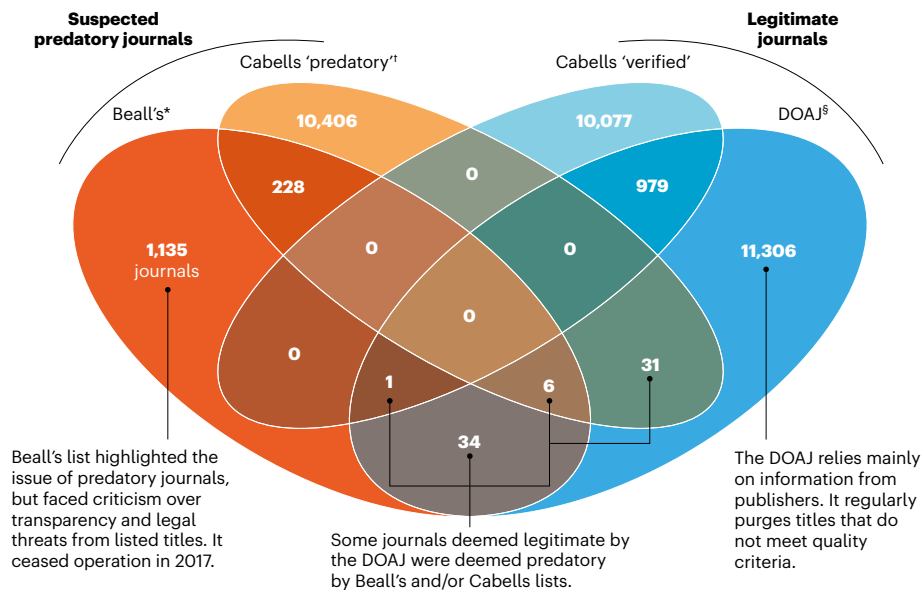 Suspected
predatory journals
Legitimate
journals
Cabells ‘predatory’†
Cabells ‘verified’
Beall’s*
DOAJ§
10,406
10,077
0
228
979
1,135
journals
0
0
11,306
0
0
31
1
6
34
Beall’s list highlighted the
issue of predatory journals,
but faced criticism over
transparency and legal
threats from listed titles. It
ceased operation in 2017.
Some journals deemed legitimate by
the DOAJ were deemed predatory
by Beall’s and/or Cabells lists.
The DOAJ relies mainly
on information from
publishers. It regularly
purges titles that do
not meet quality
criteria.